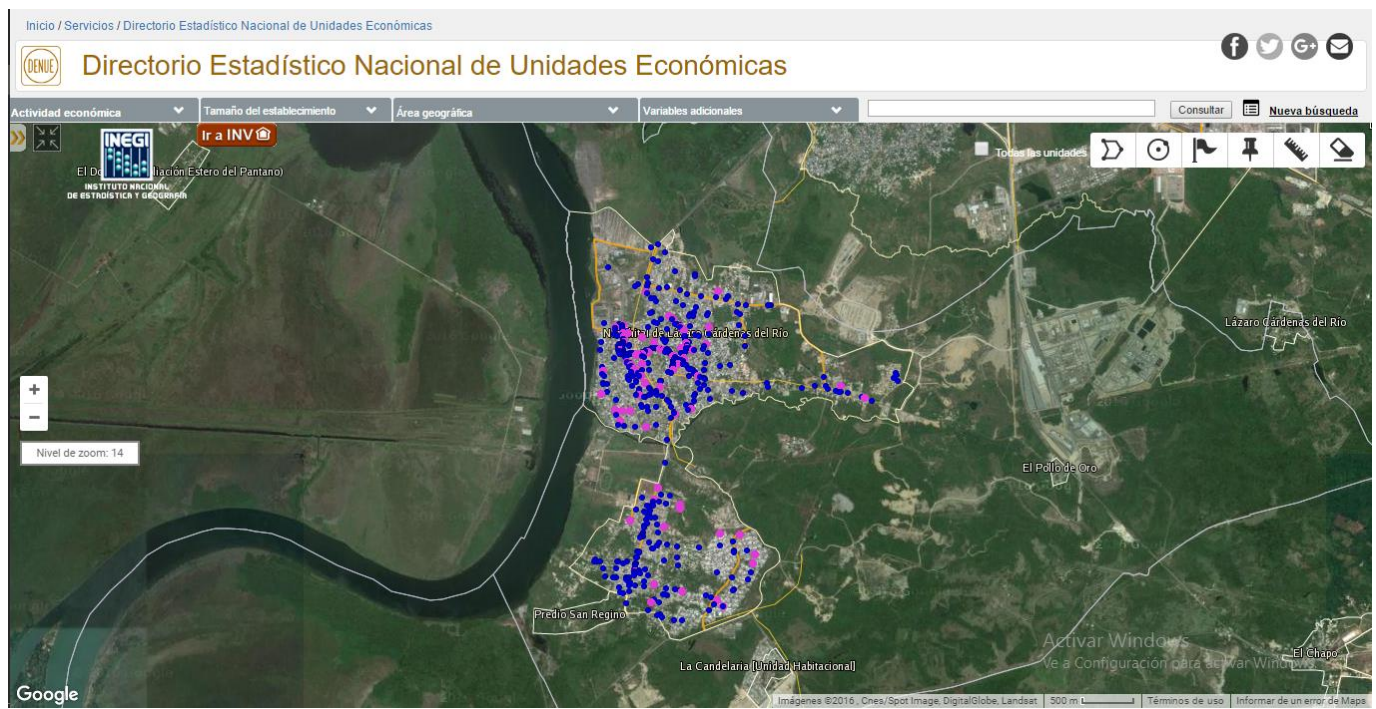 Inicio / Servicios / Directorio Estadístico Nacional de Unidades Económicas
DENUE
Directorio Estadístico Nacional de Unidades Económicas
Actividad económica
Tamaño del establecimiento
Área geográfica
Variables adicionales
Consultar
Nueva búsqueda
INEGI
INSTITUTO NACIONAL
DE ESTADÍSTICA Y GEOGRAFÍA
Ir a INV
Todas las unidades
Estero del Pantano)
Lázaro Cárdenas del Río
+
-
Nivel de zoom: 14
El Pollo de Oro
Predio San Regino
La Candelaria [Unidad Habitacional]
El Chapo
Activar Windows
Ve a Configuración para activar Windows.
Google
Imágenes ©2016 , Cnes/Spot Image, DigitalGlobe, Landsat
500 m
Términos de uso
Informar de un error de Maps